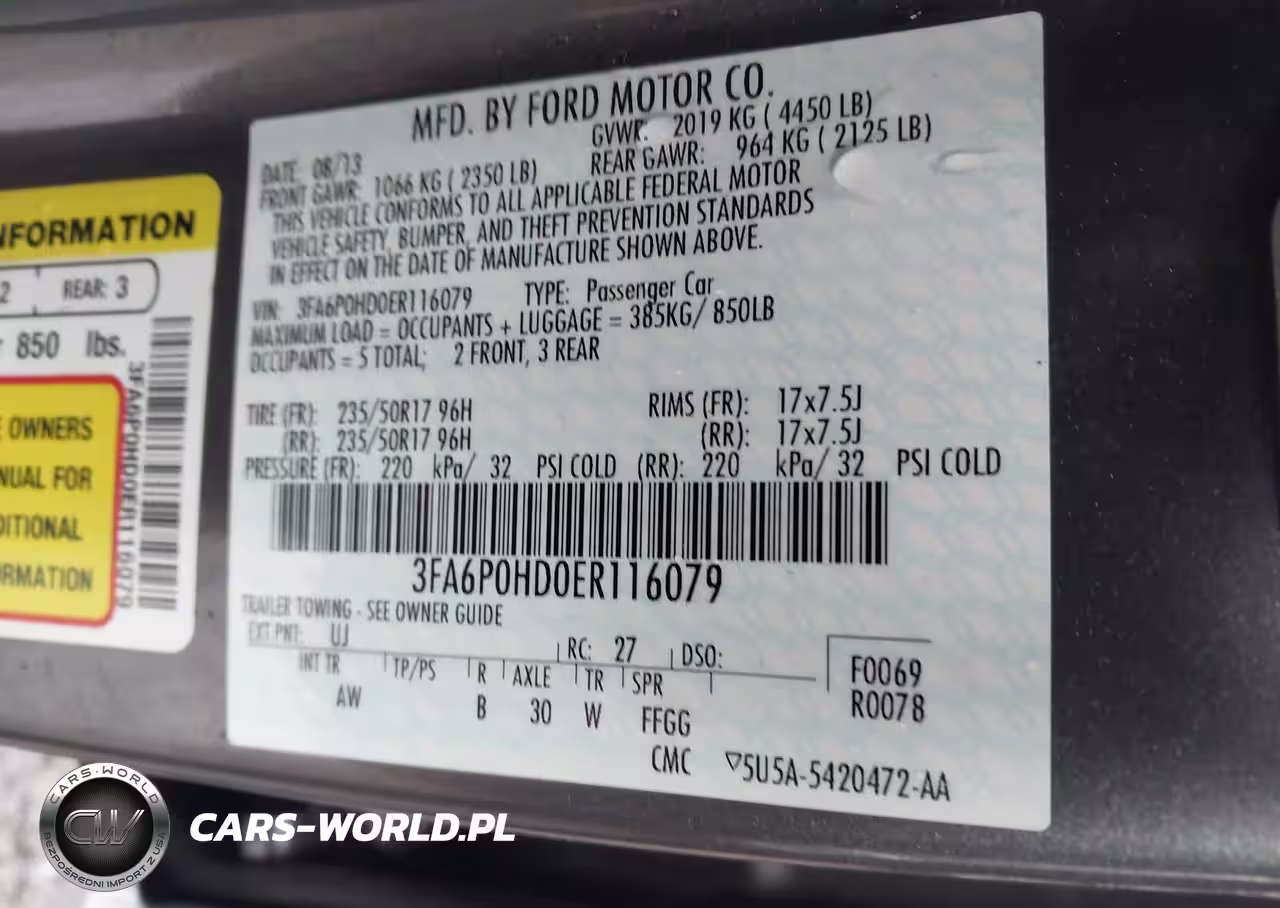 MFD. BY FORD MOTOR CO.
DATE: 08/13 GVWR: 2019 KG ( 4450 LB)
FRONT GAWR: 1066 KG ( 2350 LB) REAR GAWR: 964 KG ( 2125 LB)
THIS VEHICLE CONFORMS TO ALL APPLICABLE FEDERAL MOTOR
VEHICLE SAFETY, BUMPER, AND THEFT PREVENTION STANDARDS
IN EFFECT ON THE DATE OF MANUFACTURE SHOWN ABOVE.
VIN: 3FA6P0HD0ER116079 TYPE: Passenger Car
MAXIMUM LOAD = OCCUPANTS + LUGGAGE = 385KG/ 850LB
OCCUPANTS = 5 TOTAL; 2 FRONT, 3 REAR
TIRE (FR): 235/50R17 96H RIMS (FR): 17x7.5J
(RR): 235/50R17 96H (RR): 17x7.5J
PRESSURE (FR): 220 kPa/ 32 PSI COLD (RR): 220 kPa/ 32 PSI COLD
3FA6P0HD0ER116079
TRAILER TOWING - SEE OWNER GUIDE
EXT PNT: UJ RC: 27 DSO:
INT TR TP/PS R AXLE TR SPR
AW B 30 W FFGG
F0069
R0078
CMC ▽5U5A-5420472-AA
NFORMATION
2 REAR: 3
850 lbs.
E OWNERS
NUAL FOR
DITIONAL
RMATION
3FA6P0HD0ER116079
CARS-WORLD
CW
BEZPOŚREDNI IMPORT Z USA
CARS-WORLD.PL